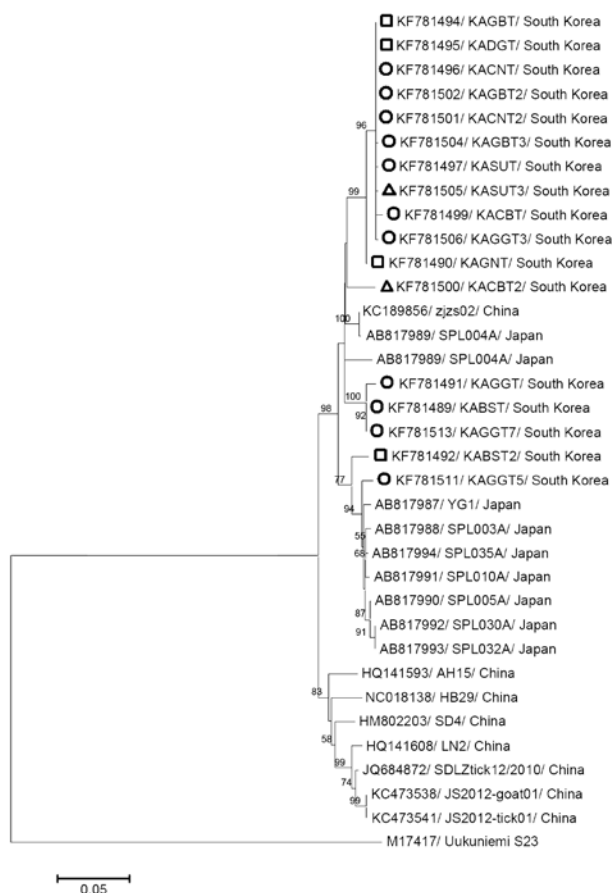 KF781494/ KAGBT/ South Korea
KF781495/ KADGT/ South Korea
KF781496/ KACNT/ South Korea
KF781502/ KAGBT2/ South Korea
KF781501/ KACNT2/ South Korea
96
KF781504/ KAGBT3/ South Korea
KF781497/ KASUT/ South Korea
99
KF781505/ KASUT3/ South Korea
KF781499/ KACBT/ South Korea
KF781506/ KAGGT3/ South Korea
KF781490/ KAGNT/ South Korea
KF781500/ KACBT2/ South Korea
KC189856/ zjzs02/ China
100
AB817989/ SPL004A/ Japan
AB817989/ SPL004A/ Japan
KF781491/ KAGGT/ South Korea
100
98
KF781489/ KABST/ South Korea
92
KF781513/ KAGGT7/ South Korea
KF781492/ KABST2/ South Korea
77
KF781511/ KAGGT5/ South Korea
AB817987/ YG1/ Japan
94
AB817988/ SPL003A/ Japan
55
AB817994/ SPL035A/ Japan
68
AB817991/ SPL010A/ Japan
AB817990/ SPL005A/ Japan
87
AB817992/ SPL030A/ Japan
91
AB817993/ SPL032A/ Japan
HQ141593/ AH15/ China
83
NC018138/ HB29/ China
HM802203/ SD4/ China
58
HQ141608/ LN2/ China
99
JQ684872/ SDLZtick12/2010/ China
74
KC473538/ JS2012-goat01/ China
99
KC473541/ JS2012-tick01/ China
M17417/ Uukuniemi S23
0.05